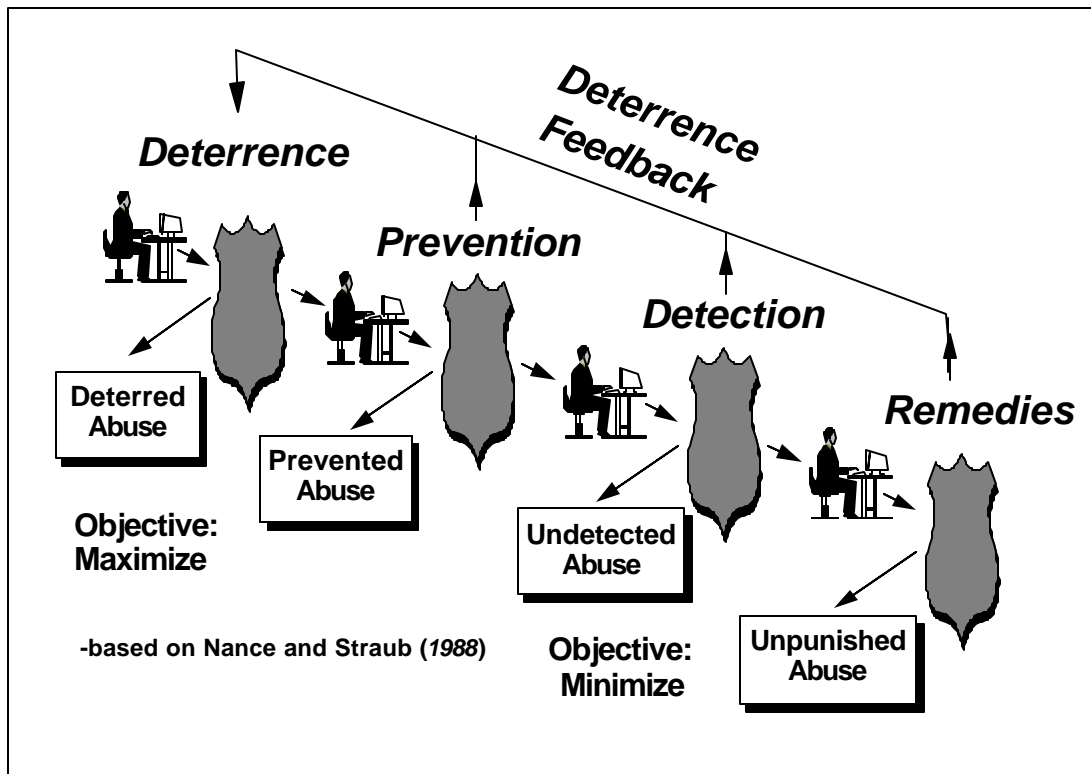 Deterrence
Feedback
Deterrence
Prevention
Detection
Remedies
Deterred
Abuse
Prevented
Abuse
Undetected
Abuse
Unpunished
Abuse
Objective:
Maximize
Objective:
Minimize
-based on Nance and Straub (1988)